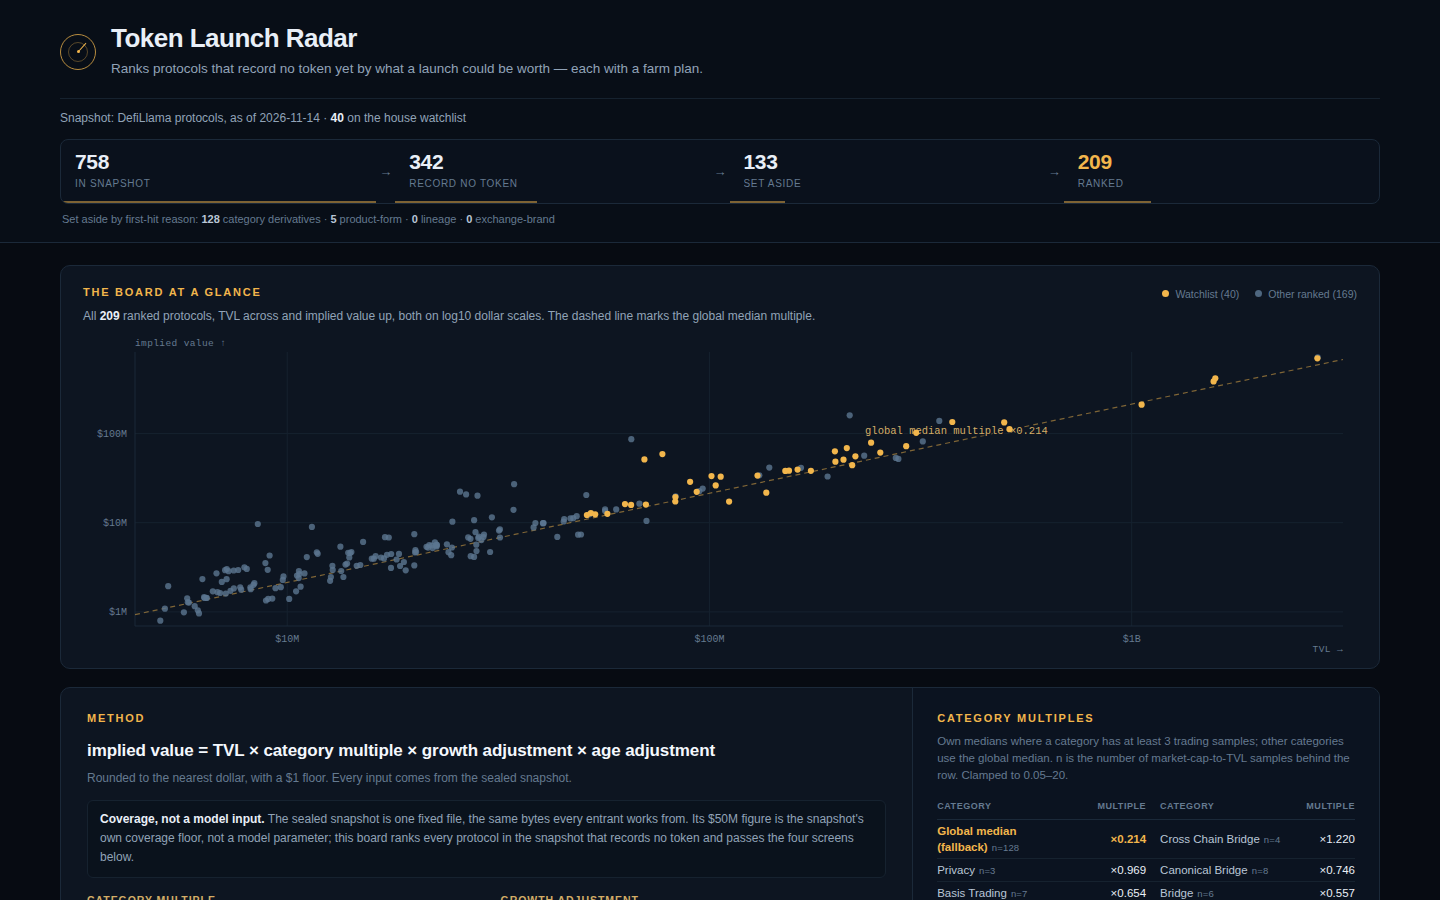 Token Launch Radar
Ranks protocols that record no token yet by what a launch could be worth — each with a farm plan.
Snapshot: DefiLlama protocols, as of 2026-11-14 · 40 on the house watchlist
758 → 342 → 133 → 209
IN SNAPSHOT RECORD NO TOKEN SET ASIDE RANKED
Set aside by first-hit reason: 128 category derivatives · 5 product-form · 0 lineage · 0 exchange-brand
THE BOARD AT A GLANCE
Watchlist (40) Other ranked (169)
All 209 ranked protocols, TVL across and implied value up, both on log10 dollar scales. The dashed line marks the global median multiple.
implied value ↑
global median multiple ×0.214
$100M
$10M
$1M
$10M $100M $1B
TVL →
METHOD
implied value = TVL × category multiple × growth adjustment × age adjustment
Rounded to the nearest dollar, with a $1 floor. Every input comes from the sealed snapshot.
Coverage, not a model input. The sealed snapshot is one fixed file, the same bytes every entrant works from. Its $50M figure is the snapshot's
own coverage floor, not a model parameter; this board ranks every protocol in the snapshot that records no token and passes the four screens
below.
CATEGORY MULTIPLE GROWTH ADJUSTMENT
CATEGORY MULTIPLES
Own medians where a category has at least 3 trading samples; other categories
use the global median. n is the number of market-cap-to-TVL samples behind the
row. Clamped to 0.05–20.
CATEGORY MULTIPLE CATEGORY MULTIPLE
Global median
(fallback) n=128 ×0.214 Cross Chain Bridge n=4 ×1.220
Privacy n=3 ×0.969 Canonical Bridge n=8 ×0.746
Basis Trading n=7 ×0.654 Bridge n=6 ×0.557